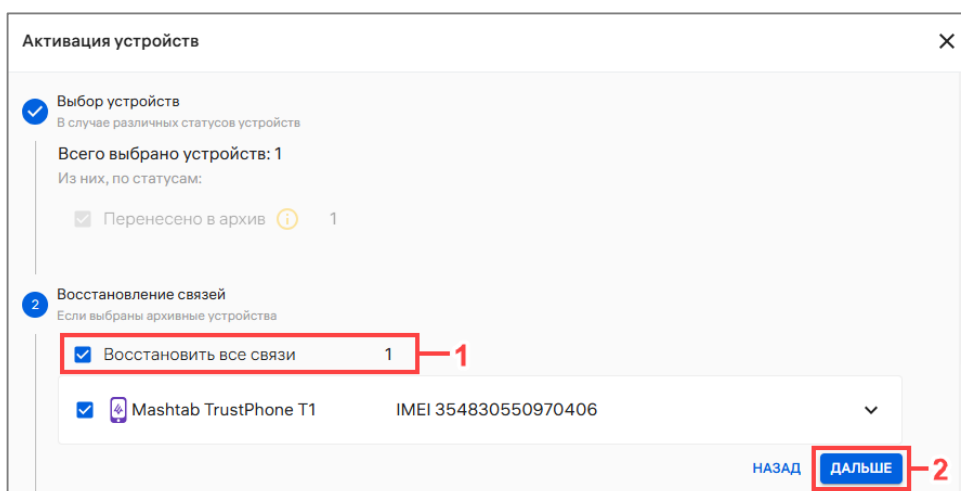 Активация устройств
Выбор устройств
В случае различных статусов устройств
Всего выбрано устройств: 1
Из них, по статусам:
Перенесено в архив 1
2 Восстановление связей
Если выбраны архивные устройства
Восстановить все связи 1
1
Mashtab TrustPhone T1 IMEI 354830550970406
НАЗАД ДАЛЬШЕ 2